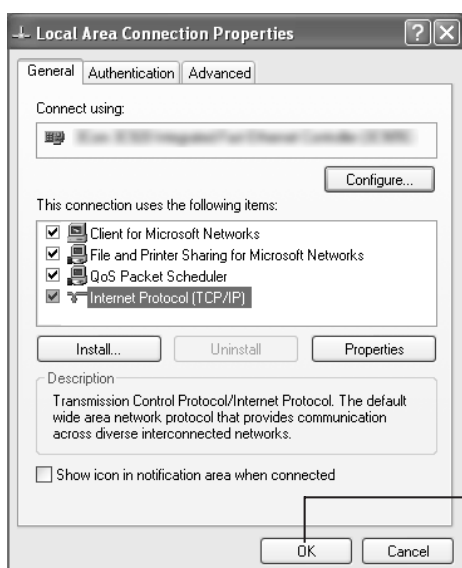 Local Area Connection Properties
General Authentication Advanced
Connect using:
Configure...
This connection uses the following items:
Client for Microsoft Networks
File and Printer Sharing for Microsoft Networks
QoS Packet Scheduler
Internet Protocol (TCP/IP)
Install... Uninstall Properties
Description
Transmission Control Protocol/Internet Protocol. The default
wide area network protocol that provides communication
across diverse interconnected networks.
Show icon in notification area when connected
OK Cancel